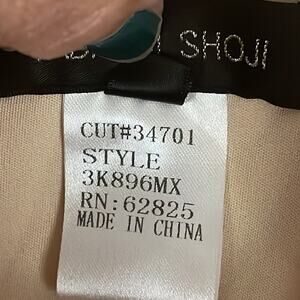 SHOJI
CUT#34701
STYLE
3K896MX
RN:62825
MADE IN CHINA